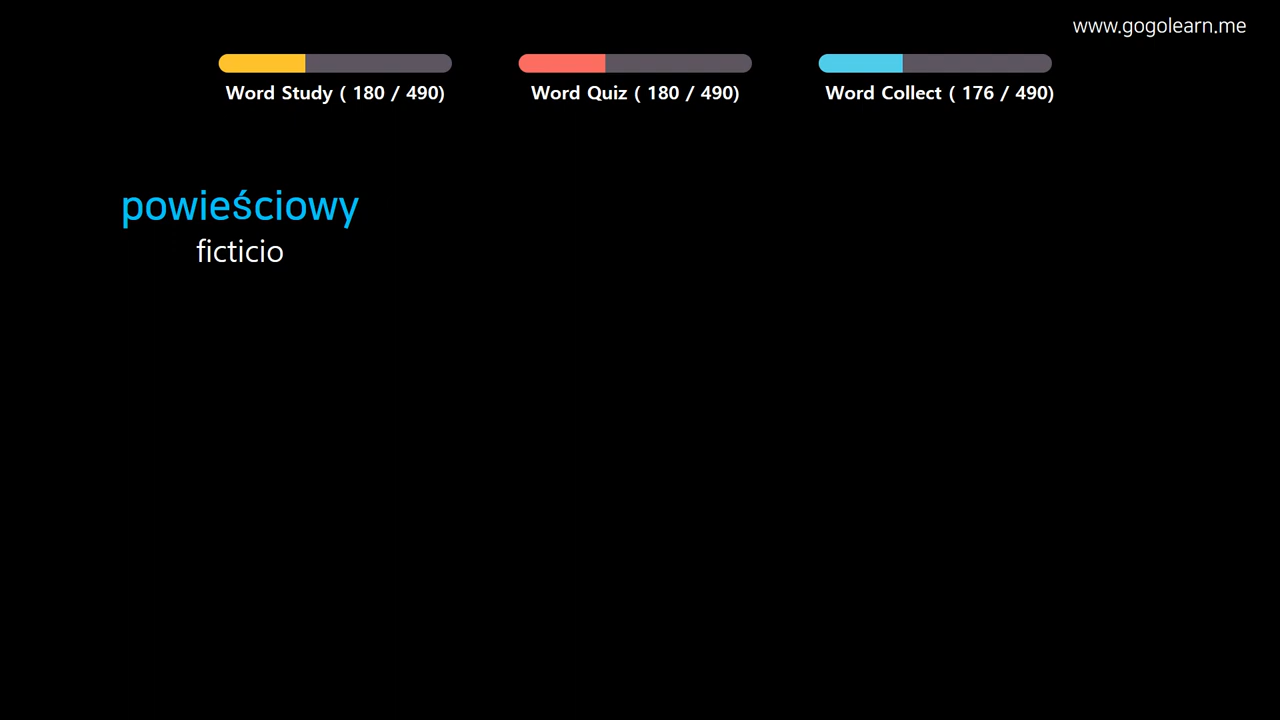 www.gogolearn.me
Word Study ( 180 / 490)
Word Quiz ( 180 / 490)
Word Collect ( 176 / 490)
powieściowy
ficticio